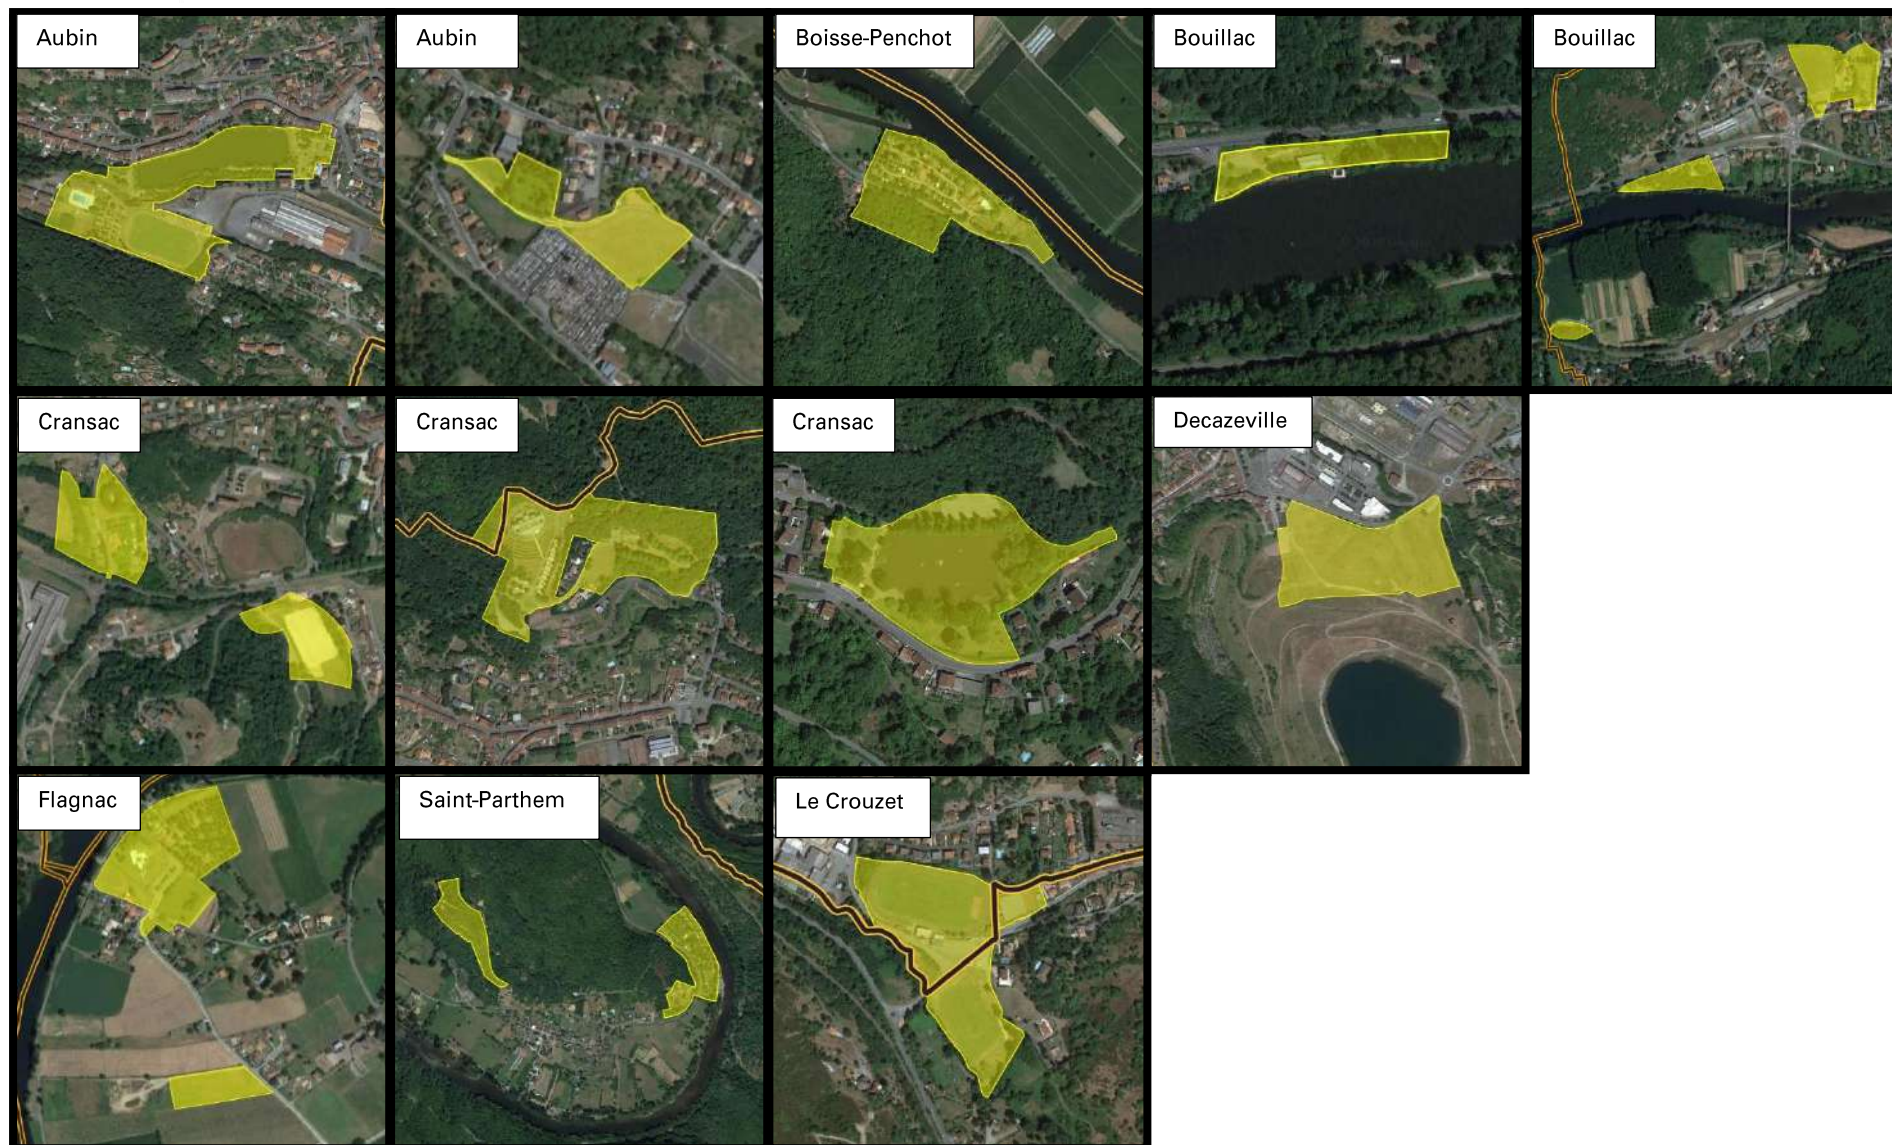 Aubin
Aubin
Boisse-Penchot
Bouillac
Bouillac
Cransac
Cransac
Cransac
Decazeville
Flagnac
Saint-Parthem
Le Crouzet